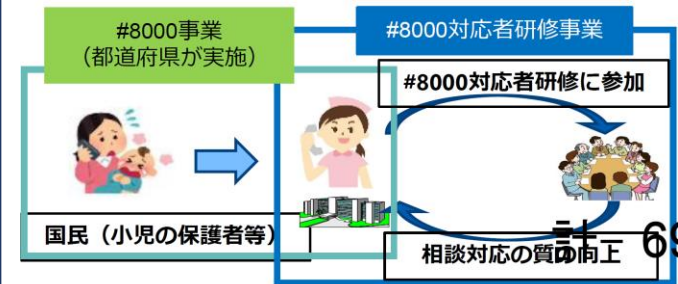 #8000事業
(都道府県が実施)
#8000対応者研修事業
#8000対応者研修に参加
国民(小児の保護者等)
相談対応の質の向上
計－69